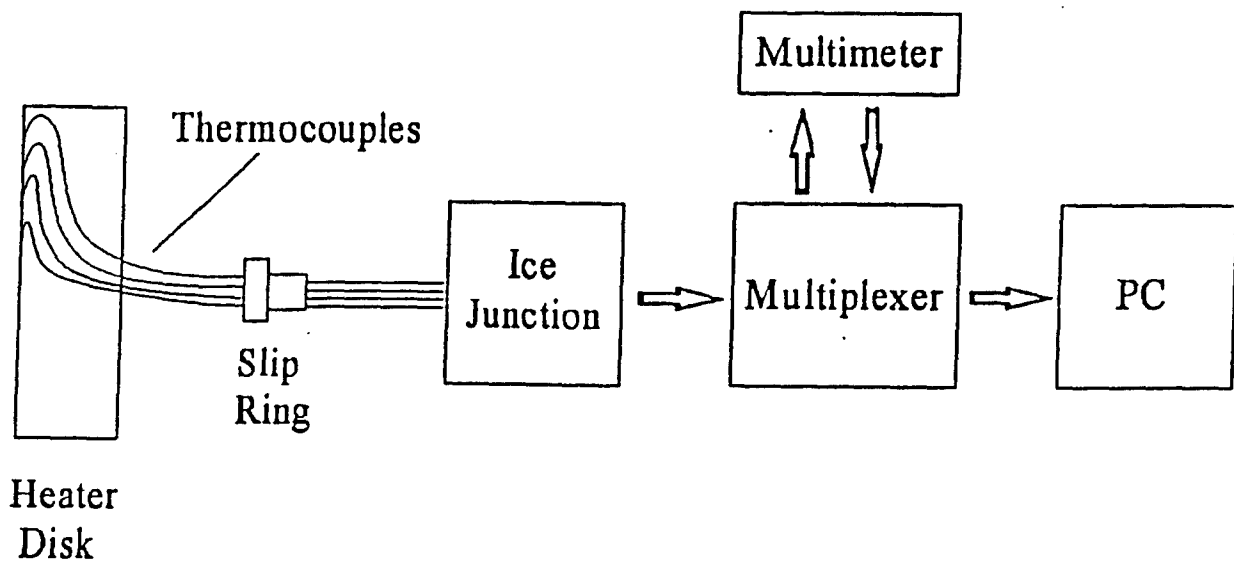 Multimeter
Thermocouples
Ice
Junction
Multiplexer
PC
Slip
Ring
Heater
Disk